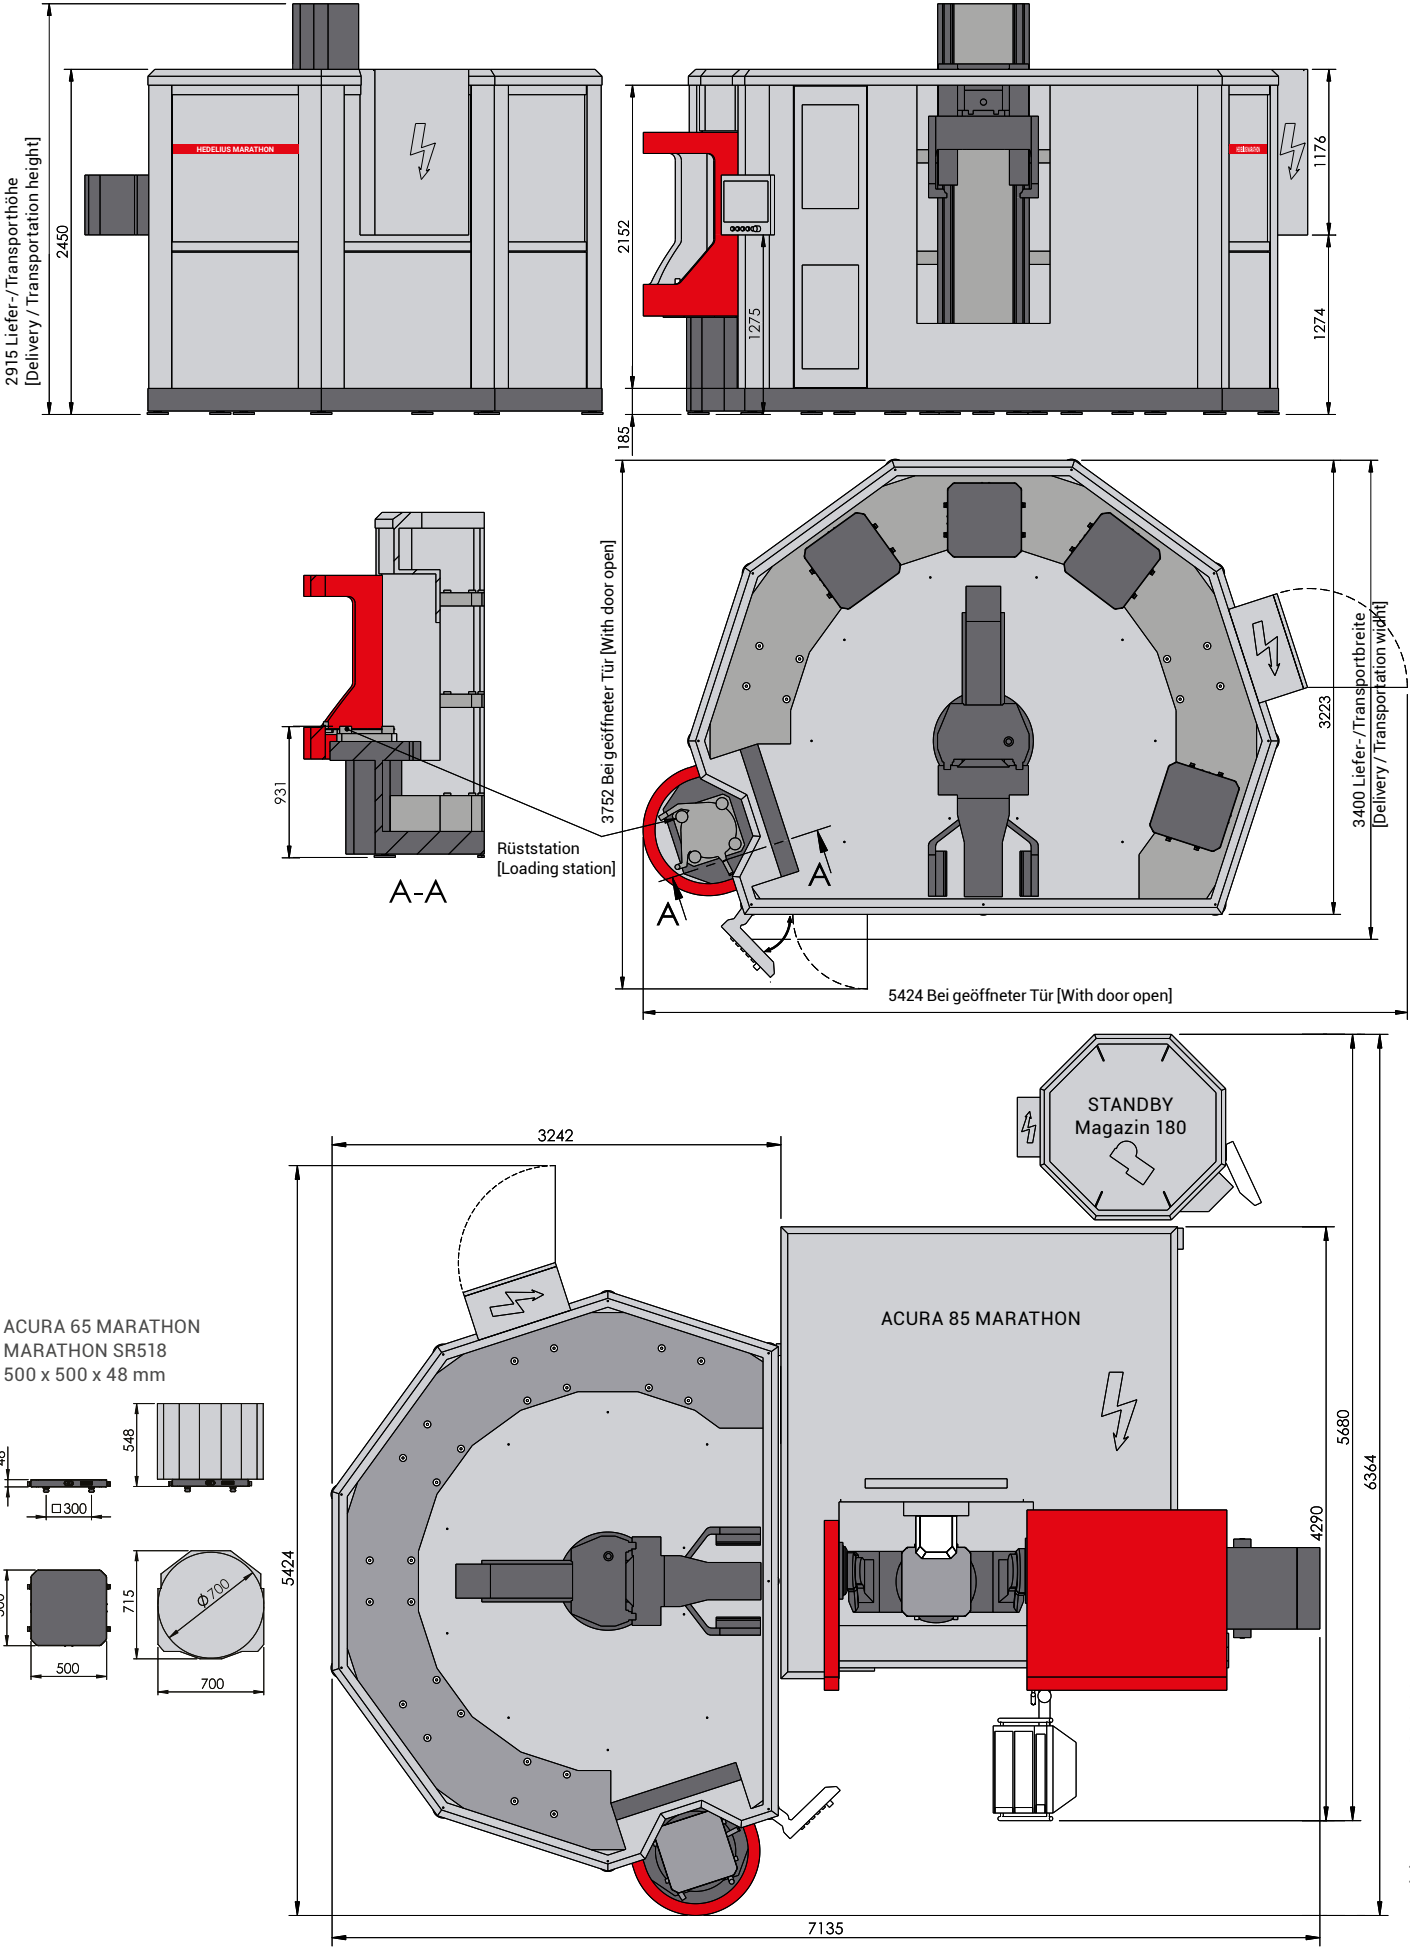 2915 Liefer-/Transporthöhe
[Delivery / Transportation height]
2450
HEDELIUS MARATHON
2152
185
1275
1176
1274
931
A-A
Rüststation
[Loading station]
3752 Bei geöffneter Tür [With door open]
A
A
3223
3400 Liefer-/Transportbreite
[Delivery / Transportation widht]
5424 Bei geöffneter Tür [With door open]
STANDBY
Magazin 180
3242
ACURA 85 MARATHON
ACURA 65 MARATHON
MARATHON SR518
500 x 500 x 48 mm
548
□300
500
715
Φ700
700
5424
4290
5680
6364
7135